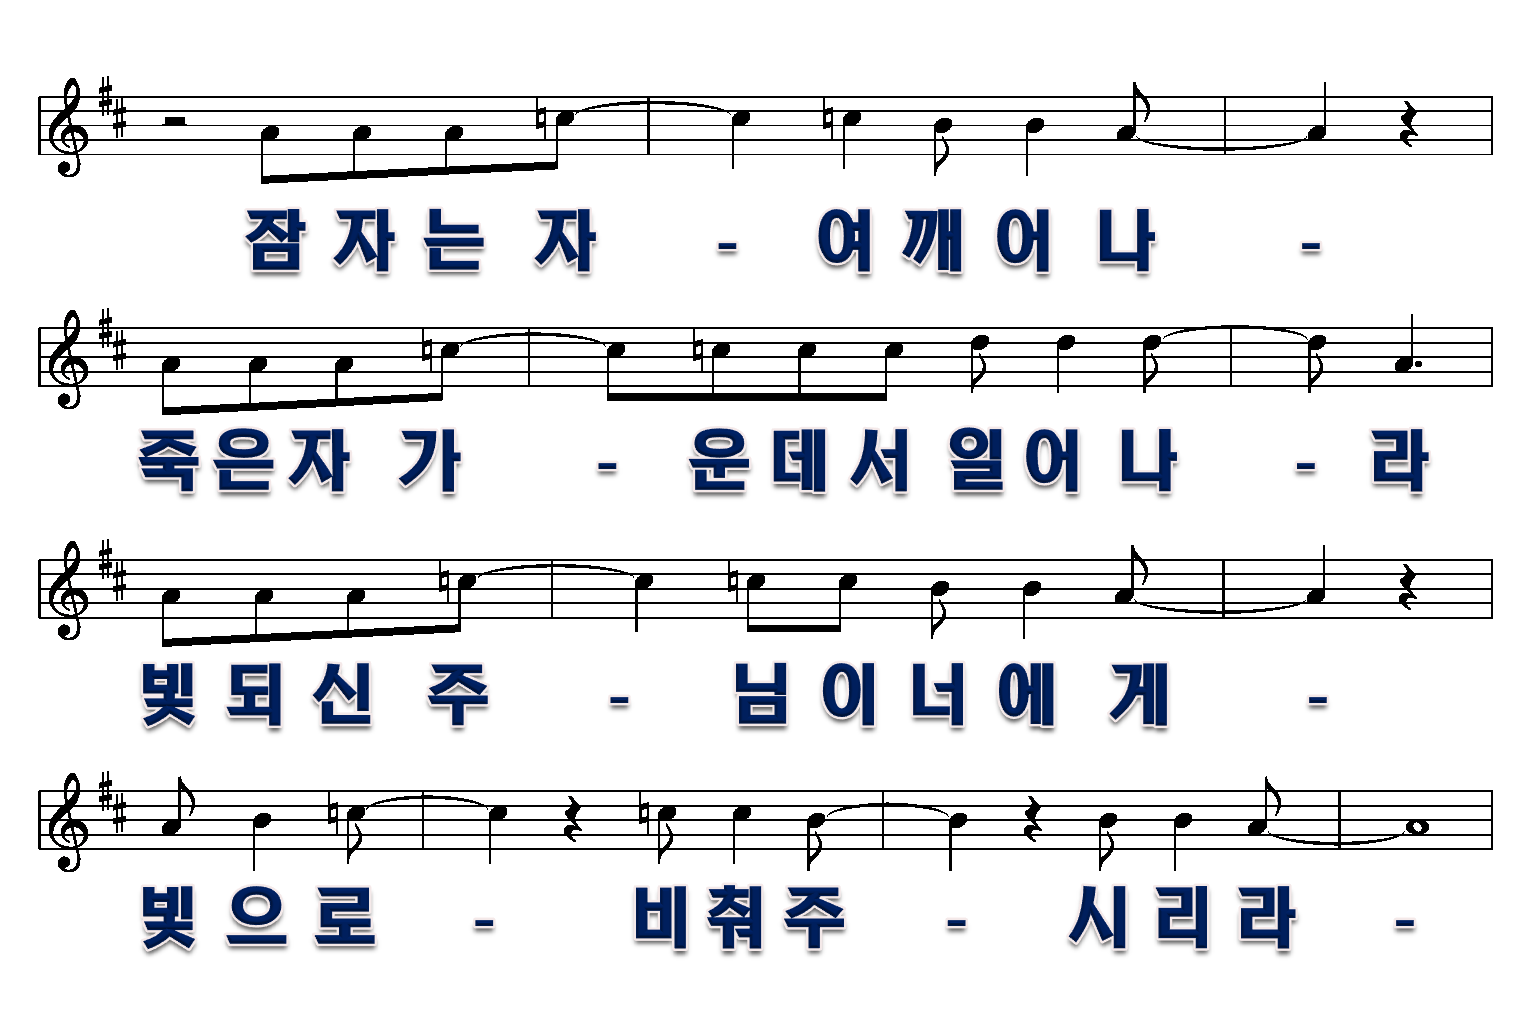 잠 자 는 자 - 여 깨 어 나 -
죽 은 자 가 - 운 데 서 일 어 나 - 라
빛 되 신 주 - 님 이 너 에 게 -
빛 으 로 - 비 춰 주 - 시 리 라 -